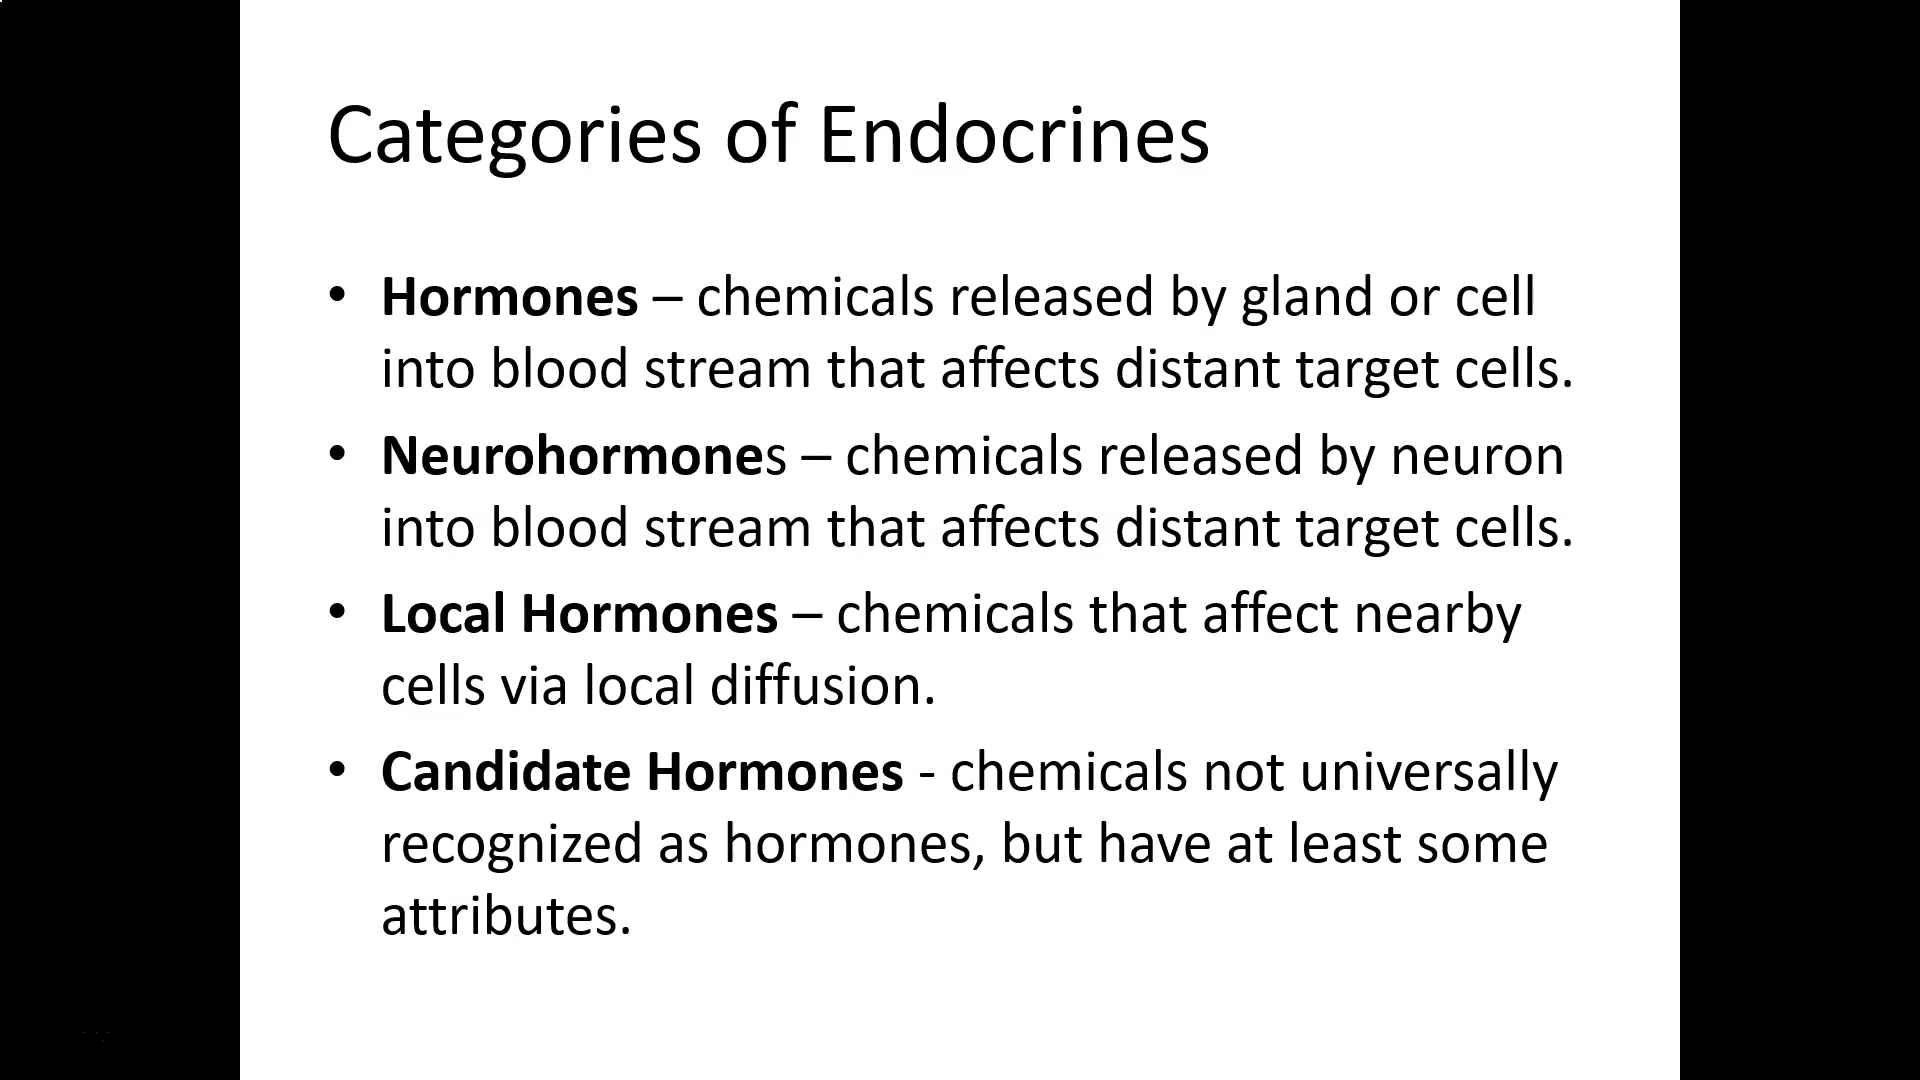 Categories of Endocrines
• Hormones – chemicals released by gland or cell
into blood stream that affects distant target cells.
• Neurohormones – chemicals released by neuron
into blood stream that affects distant target cells.
• Local Hormones – chemicals that affect nearby
cells via local diffusion.
• Candidate Hormones - chemicals not universally
recognized as hormones, but have at least some
attributes.